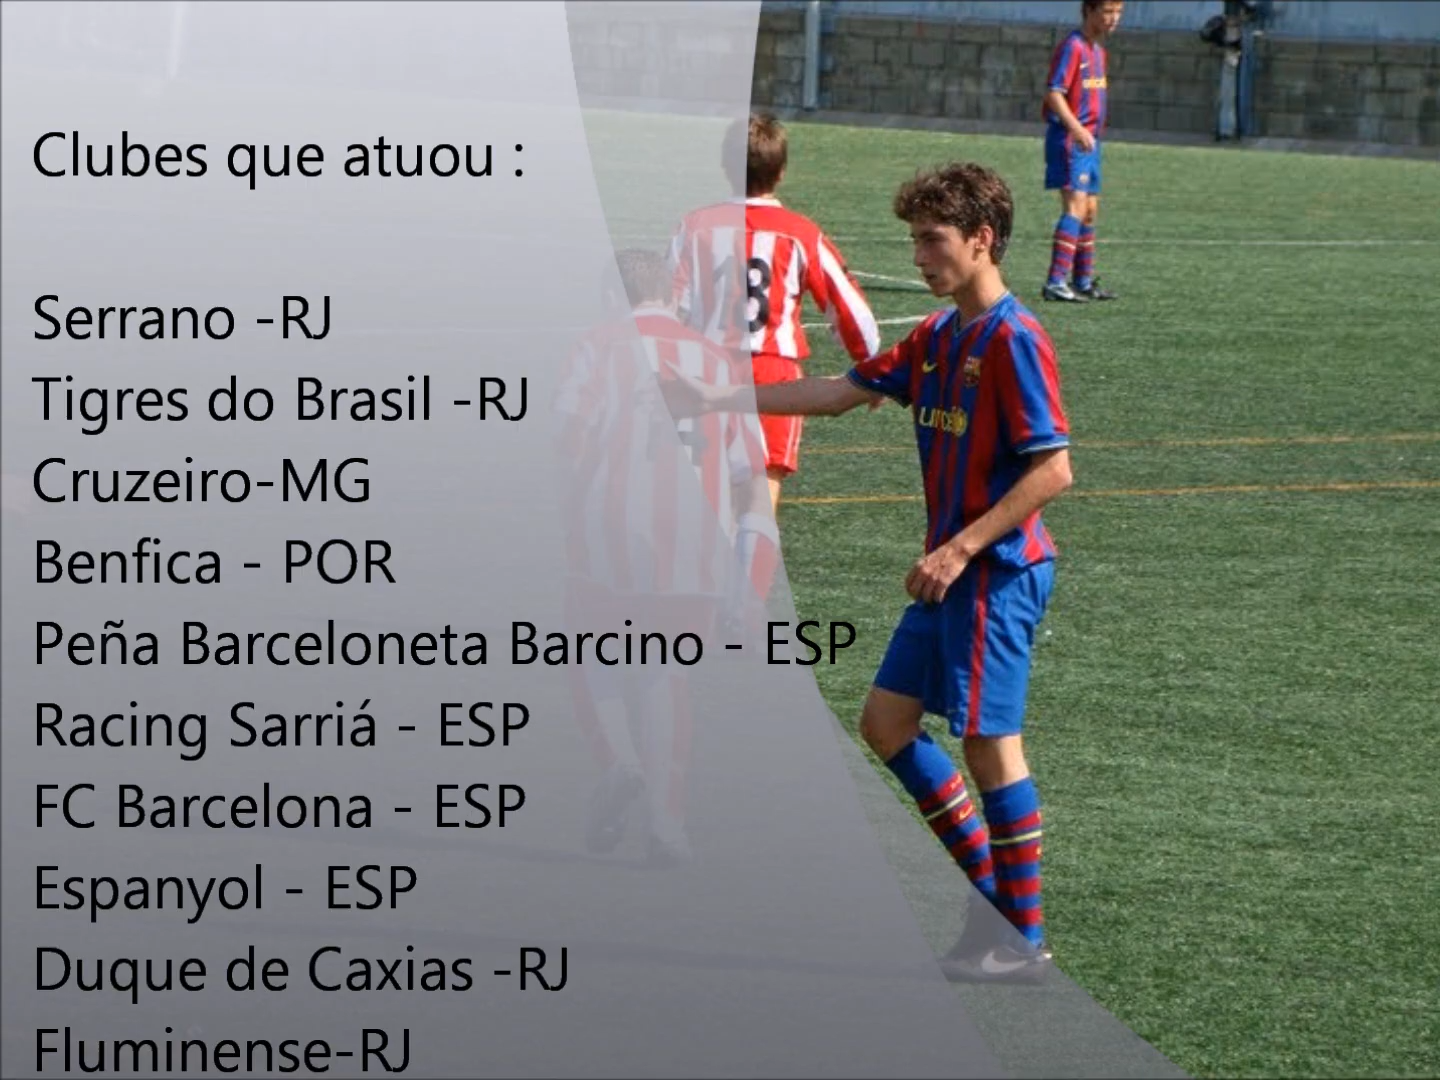 Clubes que atuou :
Serrano -RJ
Tigres do Brasil -RJ
Cruzeiro-MG
Benfica - POR
Peña Barceloneta Barcino - ESP
Racing Sarriá - ESP
FC Barcelona - ESP
Espanyol - ESP
Duque de Caxias -RJ
Fluminense-RJ
18